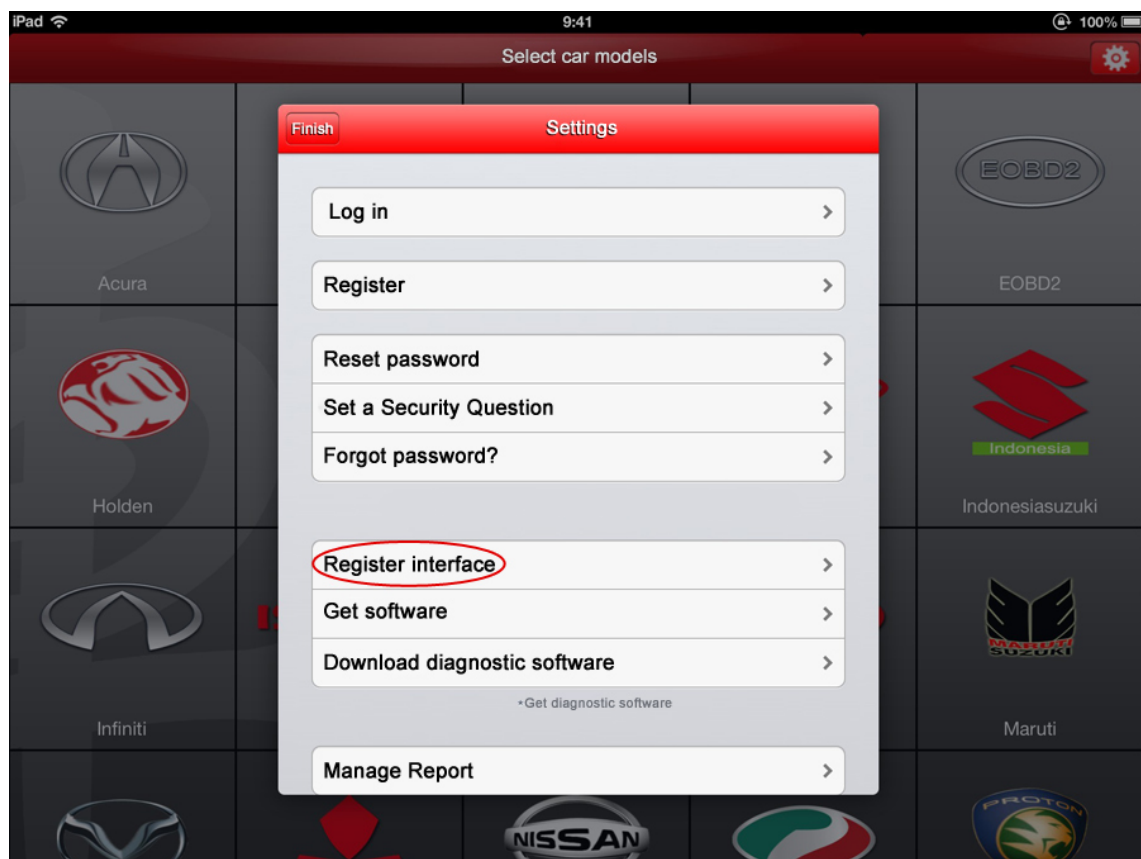 iPad 9:41 100%
Select car models
Finish Settings
EOBD2
Log in
Acura Register EOBD2
Reset password
Set a Security Question
Indonesia
Forgot password?
Holden Indonesiasuzuki
Register interface
Get software
MARUTI
SUZUKI
Download diagnostic software
*Get diagnostic software
Infiniti Maruti
Manage Report
PROTON
NISSAN